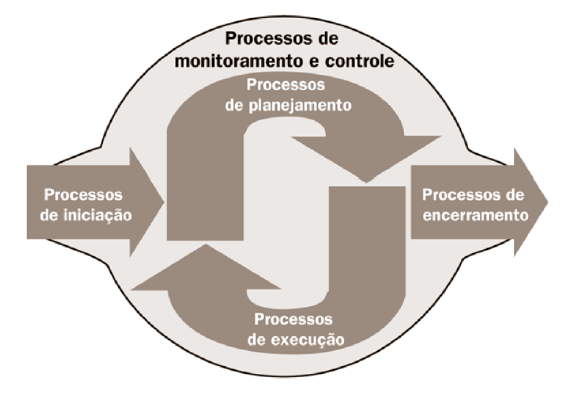 Processos de
monitoramento e controle
Processos
de planejamento
Processos
de iniciação
Processos de
encerramento
Processos
de execução